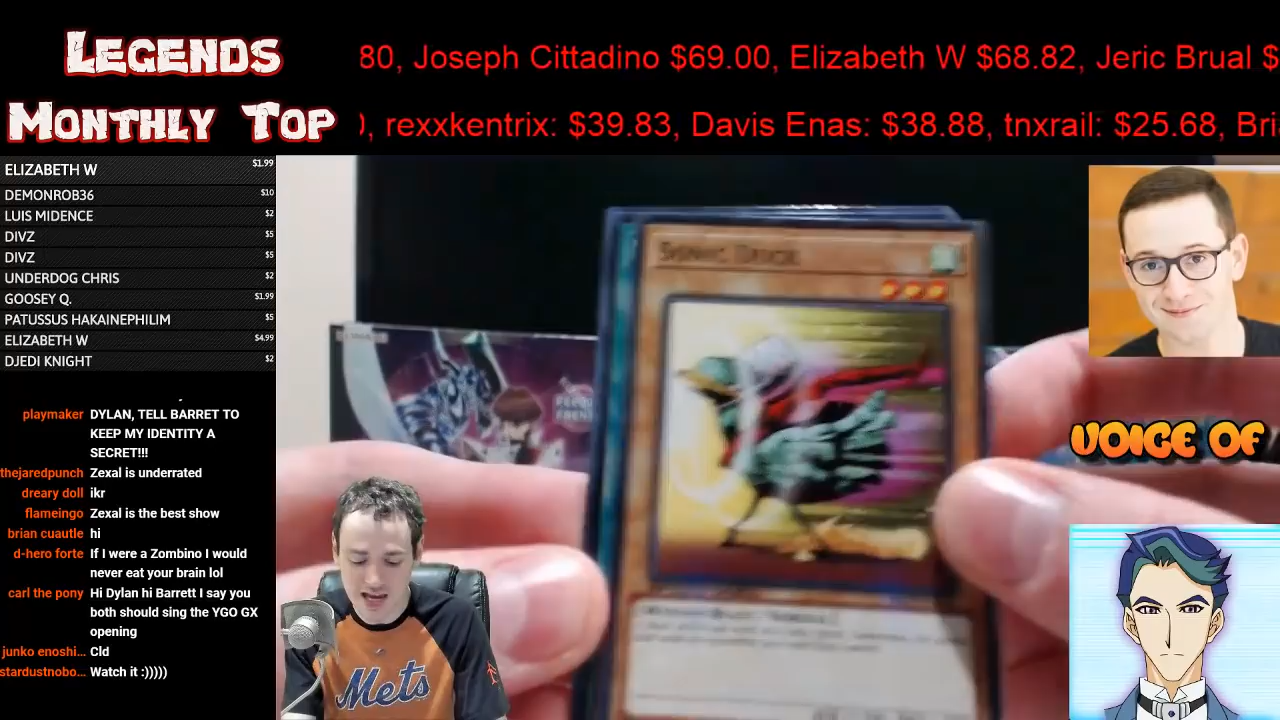 LEGENDS
80, Joseph Cittadino $69.00, Elizabeth W $68.82, Jeric Brual $
MONTHLY TOP
), rexxkentrix: $39.83, Davis Enas: $38.88, tnxrail: $25.68, Bri
ELIZABETH W $1.99
DEMONROB36 $10
LUIS MIDENCE $2
DIVZ $5
DIVZ $5
UNDERDOG CHRIS $2
GOOSEY Q. $1.99
PATUSSUS HAKAINEPHILIM $5
ELIZABETH W $4.99
DJEDI KNIGHT $2
playmaker DYLAN, TELL BARRET TO
KEEP MY IDENTITY A
SECRET!!!
thejaredpunch Zexal is underrated
dreary doll ikr
flameingo Zexal is the best show
brian cuautle hi
d-hero forte If I were a Zombino I would
never eat your brain lol
carl the pony Hi Dylan hi Barrett I say you
both should sing the YGO GX
opening
junko enoshi... Cld
stardustnobo... Watch it :)))))
Sonic Duck
VOICE OF
Mets